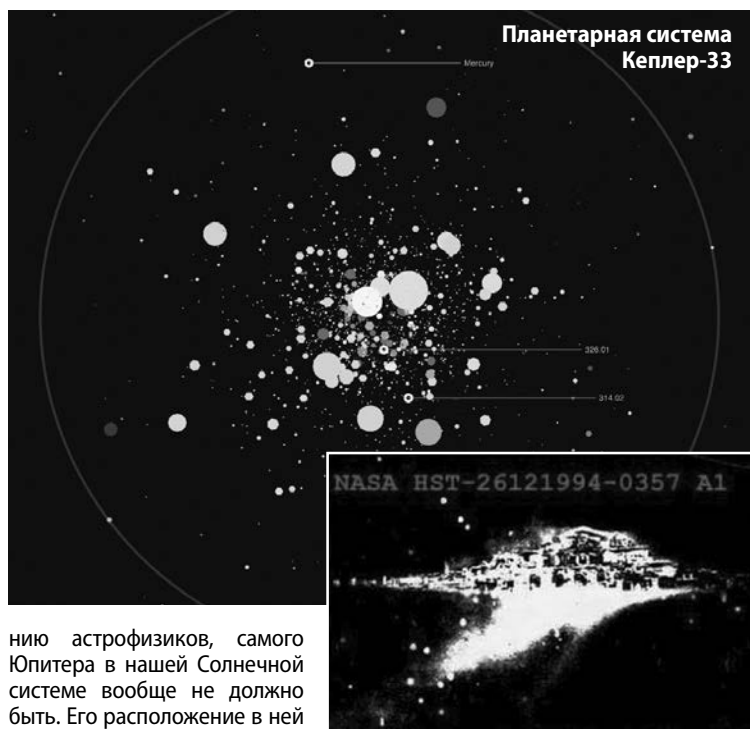 Планетарная система
Кеплер-33
Mercury
326.01
314.02
NASA HST-26121994-0357 A1
нию астрофизиков, самого
Юпитера в нашей Солнечной
системе вообще не должно
быть. Его расположение в ней